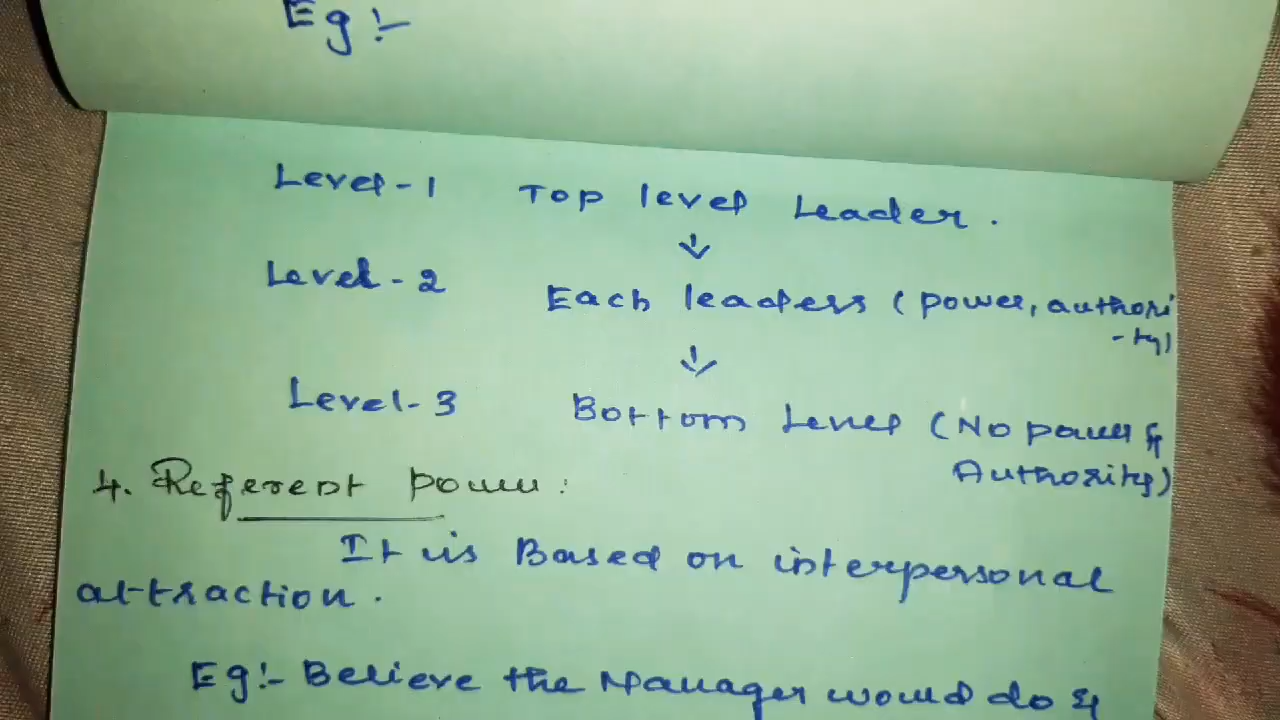 Eg:-
Level-1 Top level Leader.
↓
Level-2 Each leaders (power, authori
-ty)
↓
Level-3 Bottom Level (No power &
Authority)
4. Referent Power:
It is Based on interpersonal
attraction.
Eg:- Believe the Manager would do &